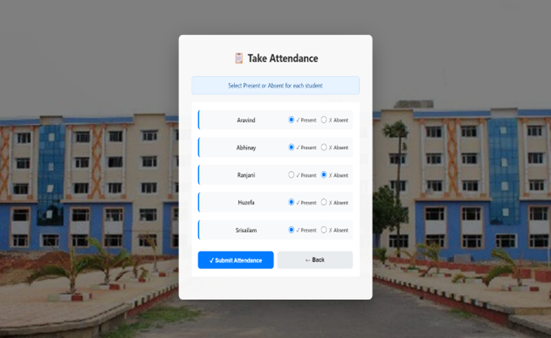 Take Attendance
Select Present or Absent for each student
Aravind ✓ Present ✗ Absent
Abhinay ✓ Present ✗ Absent
Ranjani ✓ Present ✗ Absent
Huzefa ✓ Present ✗ Absent
Srisailam ✓ Present ✗ Absent
✓ Submit Attendance ← Back